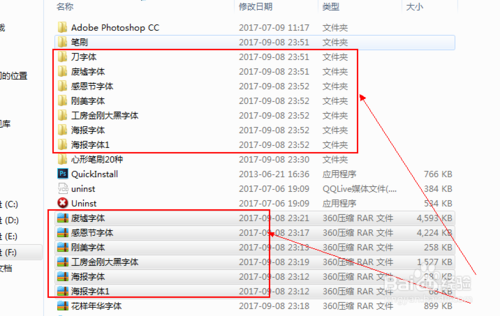 名称 修改日期 类型 大小
Adobe Photoshop CC 2017-07-09 11:17 文件夹
笔刷 2017-09-08 23:51 文件夹
刀字体 2017-09-08 23:51 文件夹
废墟字体 2017-09-08 23:51 文件夹
感恩节字体 2017-09-08 23:52 文件夹
刚美字体 2017-09-08 23:52 文件夹
工房金刚大黑字体 2017-09-08 23:52 文件夹
海报字体 2017-09-08 23:52 文件夹
海报字体1 2017-09-08 23:52 文件夹
的位置 心形笔刷20种 2017-09-08 23:30 文件夹
QuickInstall 2013-06-21 16:36 应用程序 766 KB
uninst 2017-07-06 19:09 QQLive媒体文件(,... 384 KB
Uninst 2017-07-06 19:09 应用程序 534 KB
(C:) 废墟字体 2017-09-08 23:21 360压缩 RAR 文件 4,593 KB
(D:) 感恩节字体 2017-09-08 23:17 360压缩 RAR 文件 4,224 KB
(E:) 刚美字体 2017-09-08 23:13 360压缩 RAR 文件 258 KB
(F:) 工房金刚大黑字体 2017-09-08 23:19 360压缩 RAR 文件 1,527 KB
文档 海报字体 2017-09-08 23:16 360压缩 RAR 文件
海报字体1 2017-09-08 23:12 360压缩 RAR 文件 68 KB
花样年华字体 2017-09-08 23:18 360压缩 RAR 文件 899 KB